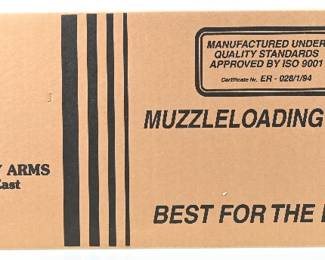 MANUFACTURED UNDER
QUALITY STANDARDS
APPROVED BY ISO 9001
Certificate Nr. ER - 028/1/94
MUZZLELOADING
Y ARMS
East
BEST FOR THE